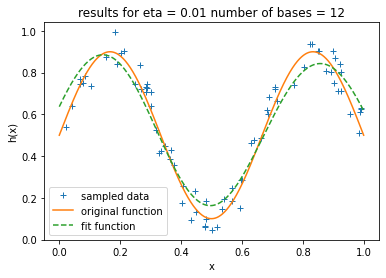 results for eta = 0.01 number of bases = 12
1.0
0.8
0.6
0.4
0.2
0.0
h(x)
sampled data
original function
fit function
0.0 0.2 0.4 0.6 0.8 1.0
x